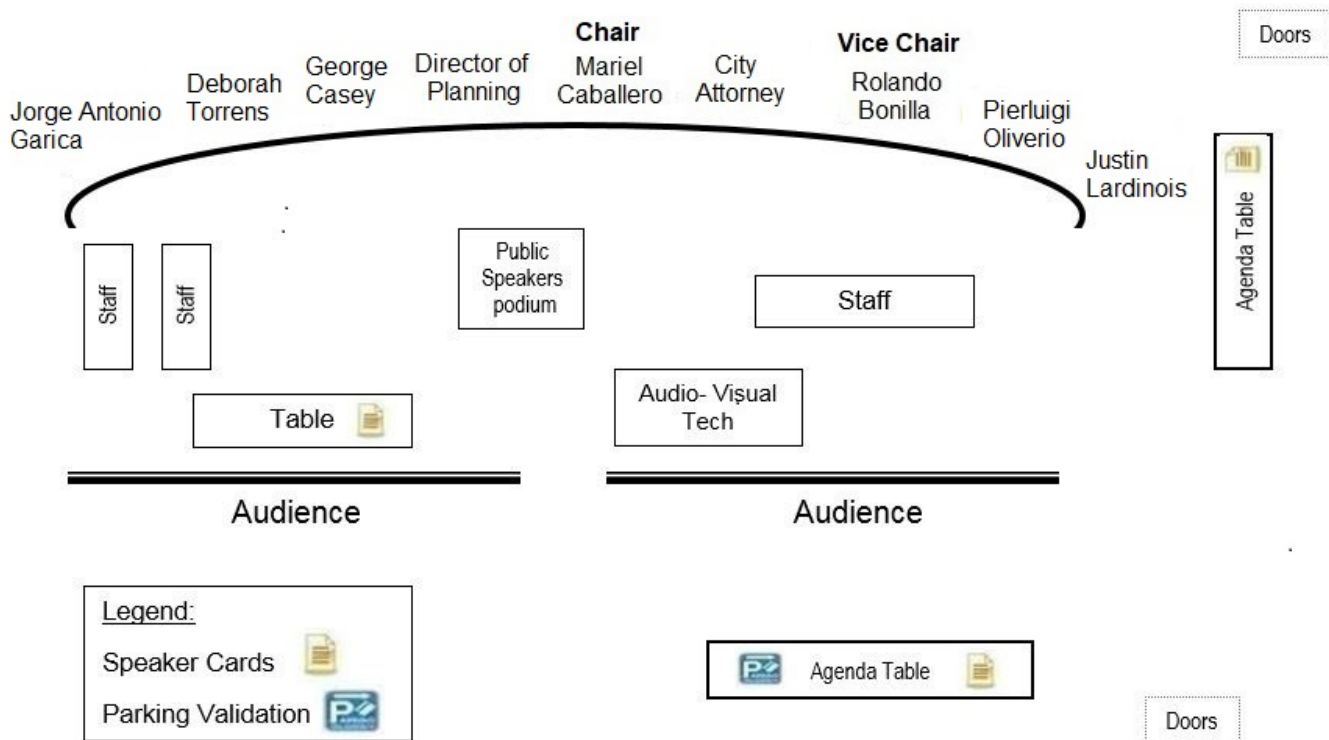 Chair
Vice Chair
Doors
Jorge Antonio
Garica
Deborah
Torrens
George
Casey
Director of
Planning
Mariel
Caballero
City
Attorney
Rolando
Bonilla
Pierluigi
Oliverio
Justin
Lardinois
Agenda Table
Staff
Staff
Public
Speakers
podium
Staff
Table
Audio- Vişual
Tech
Audience
Audience
Legend:
Speaker Cards
Parking Validation
P
Agenda Table
P
Doors